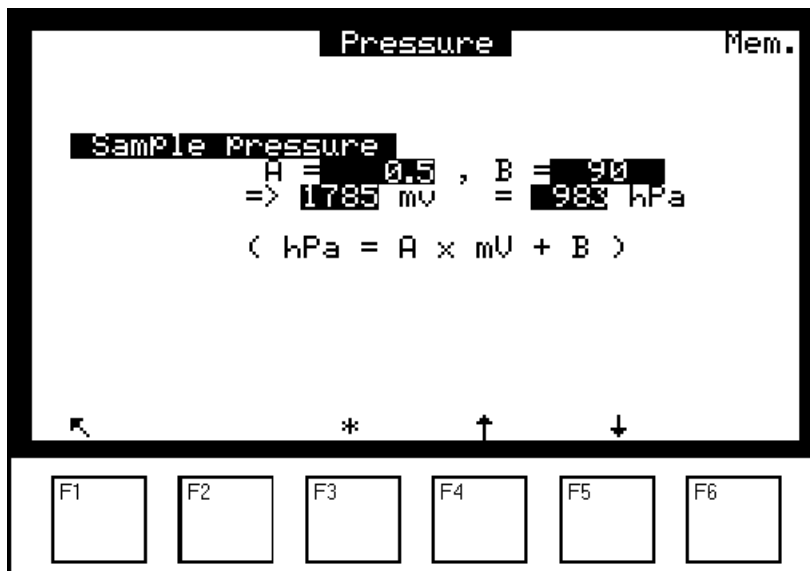 Pressure Mem.
Sample pressure
A = 0.5 , B = 90
=> 1785 mv = 983 hPa
( hPa = A x mV + B )
↖ * ↑ ↓
F1 F2 F3 F4 F5 F6